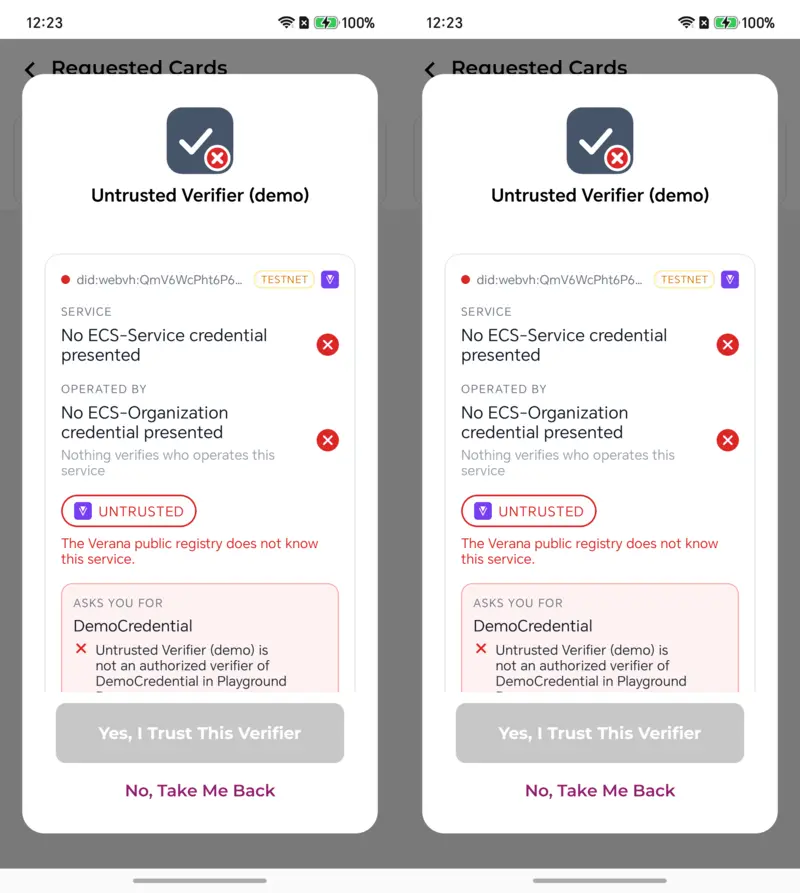 12:23
100%
Requested Cards
Untrusted Verifier (demo)
did:webvh:QmV6WcPht6P6...
TESTNET
SERVICE
No ECS-Service credential
presented
OPERATED BY
No ECS-Organization
credential presented
Nothing verifies who operates this
service
UNTRUSTED
The Verana public registry does not know
this service.
ASKS YOU FOR
DemoCredential
Untrusted Verifier (demo) is
not an authorized verifier of
DemoCredential in Playground
Yes, I Trust This Verifier
No, Take Me Back
12:23
100%
Requested Cards
Untrusted Verifier (demo)
did:webvh:QmV6WcPht6P6...
TESTNET
SERVICE
No ECS-Service credential
presented
OPERATED BY
No ECS-Organization
credential presented
Nothing verifies who operates this
service
UNTRUSTED
The Verana public registry does not know
this service.
ASKS YOU FOR
DemoCredential
Untrusted Verifier (demo) is
not an authorized verifier of
DemoCredential in Playground
Yes, I Trust This Verifier
No, Take Me Back